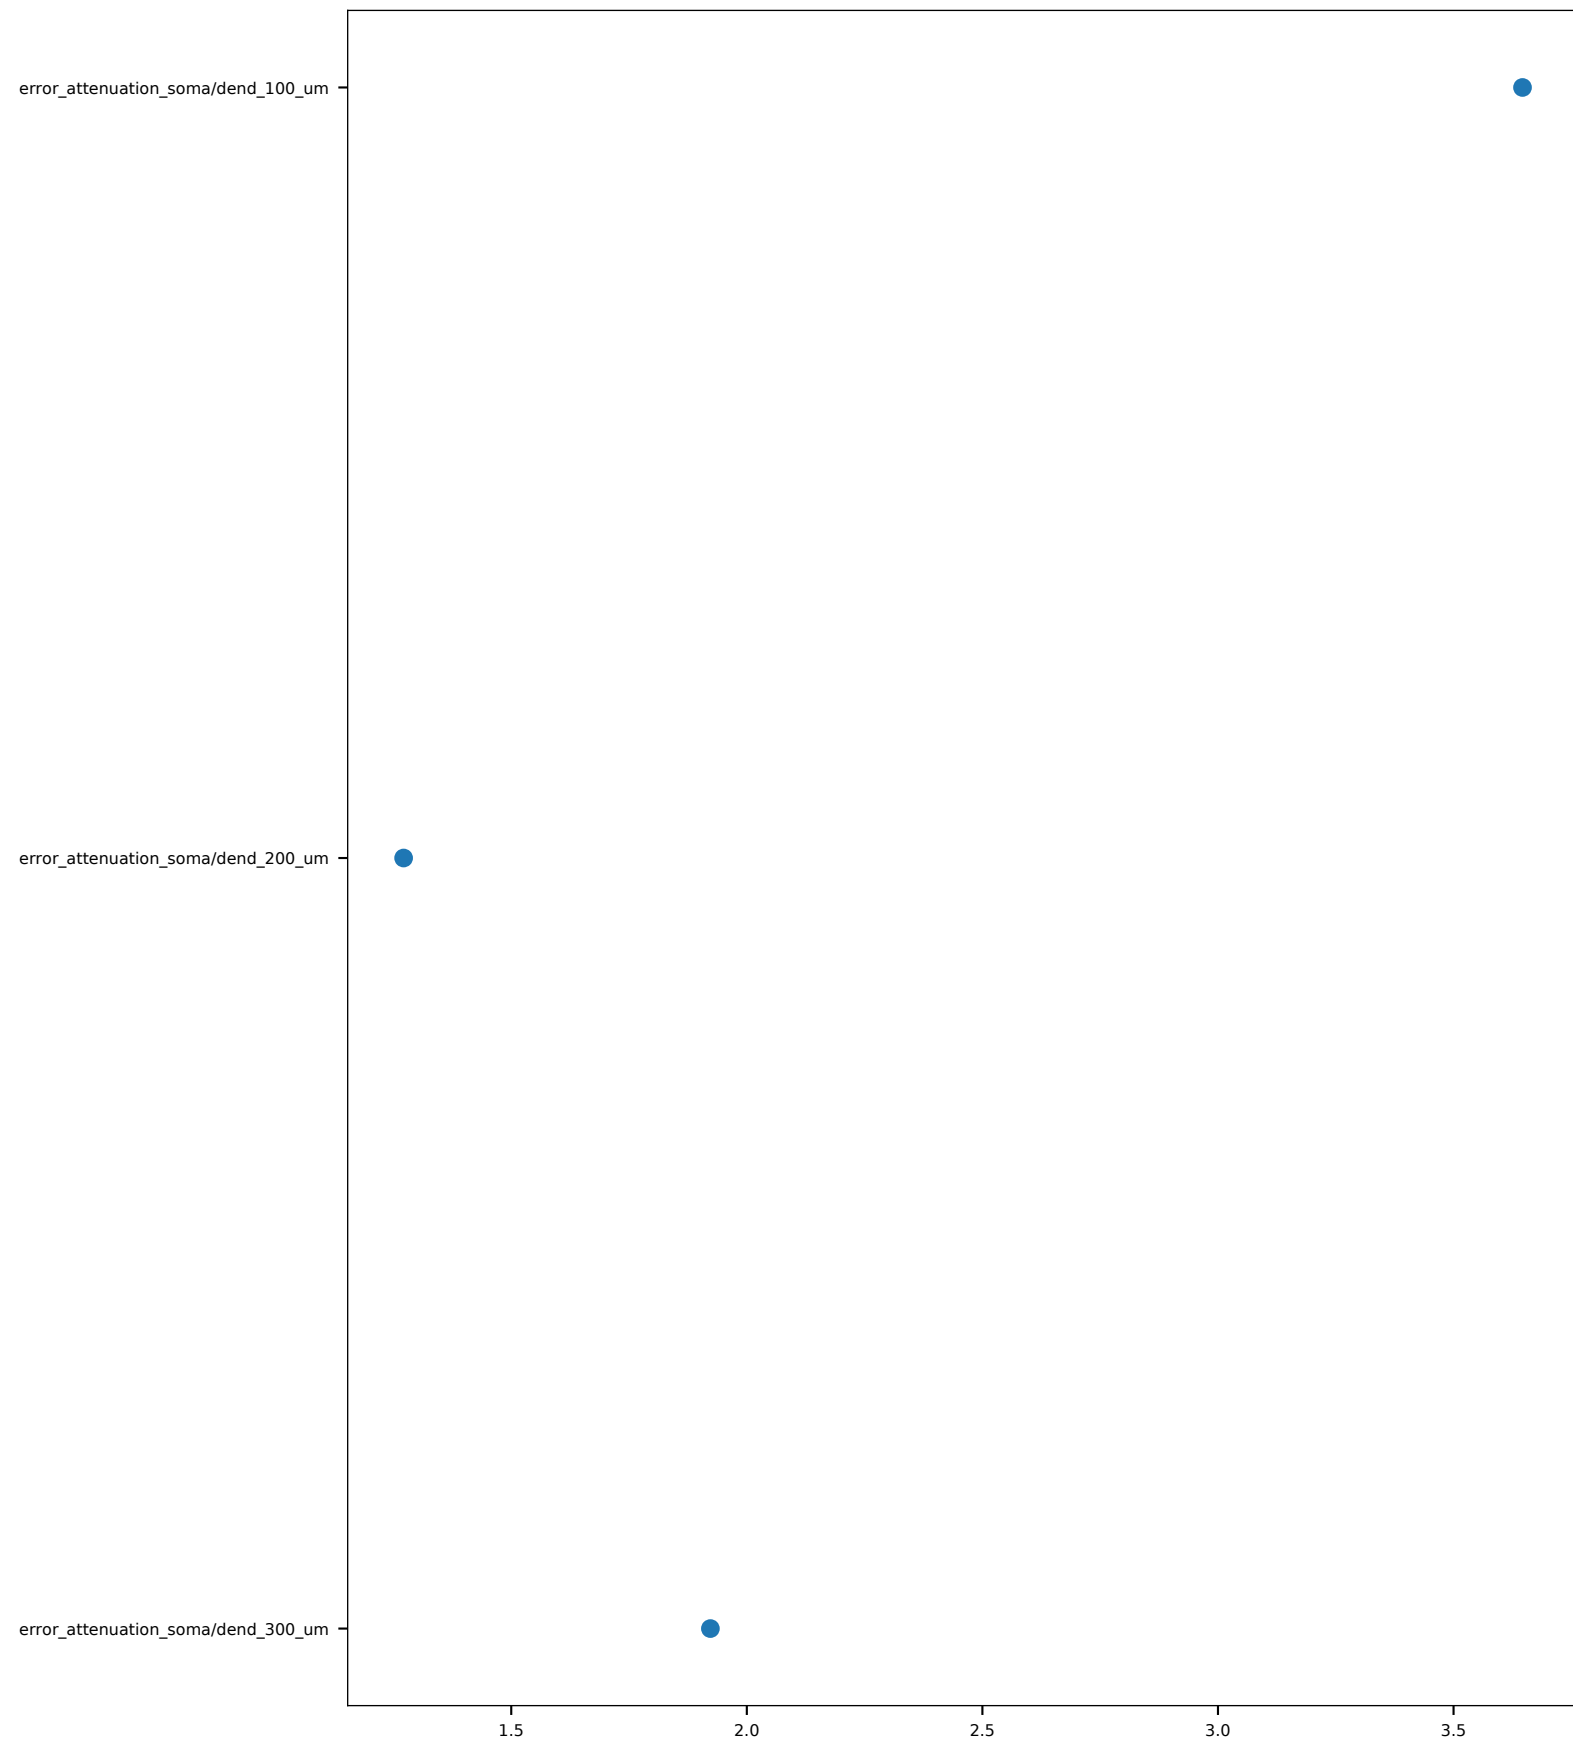 error_attenuation_soma/dend_100_um
error_attenuation_soma/dend_200_um
error_attenuation_soma/dend_300_um
1.5 2.0 2.5 3.0 3.5